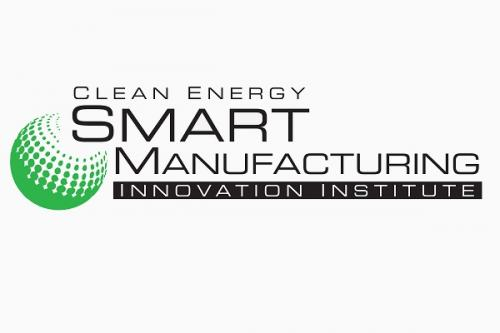 CLEAN ENERGY
SMART
MANUFACTURING
INNOVATION INSTITUTE